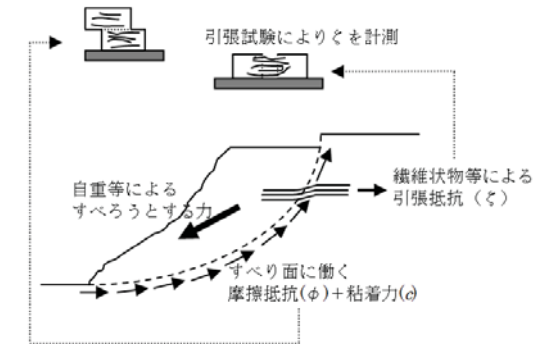 引張試験によりζを計測
繊維状物等による
引張抵抗（ζ）
自重等による
すべろうとする力
すべり面に働く
摩擦抵抗(φ)＋粘着力(c)